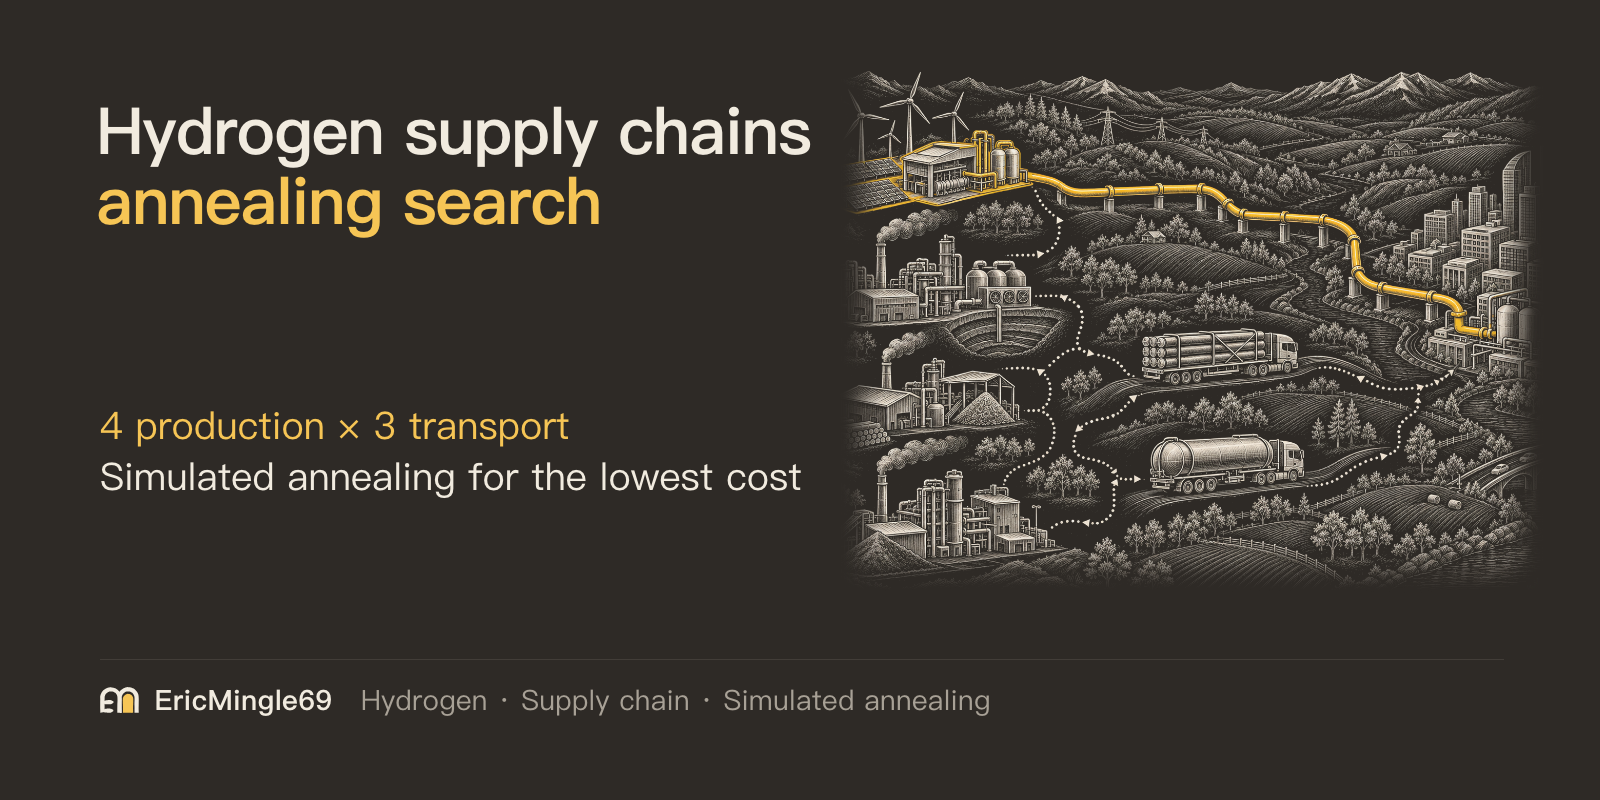 Hydrogen supply chains
annealing search
4 production × 3 transport
Simulated annealing for the lowest cost
EricMingle69 Hydrogen · Supply chain · Simulated annealing